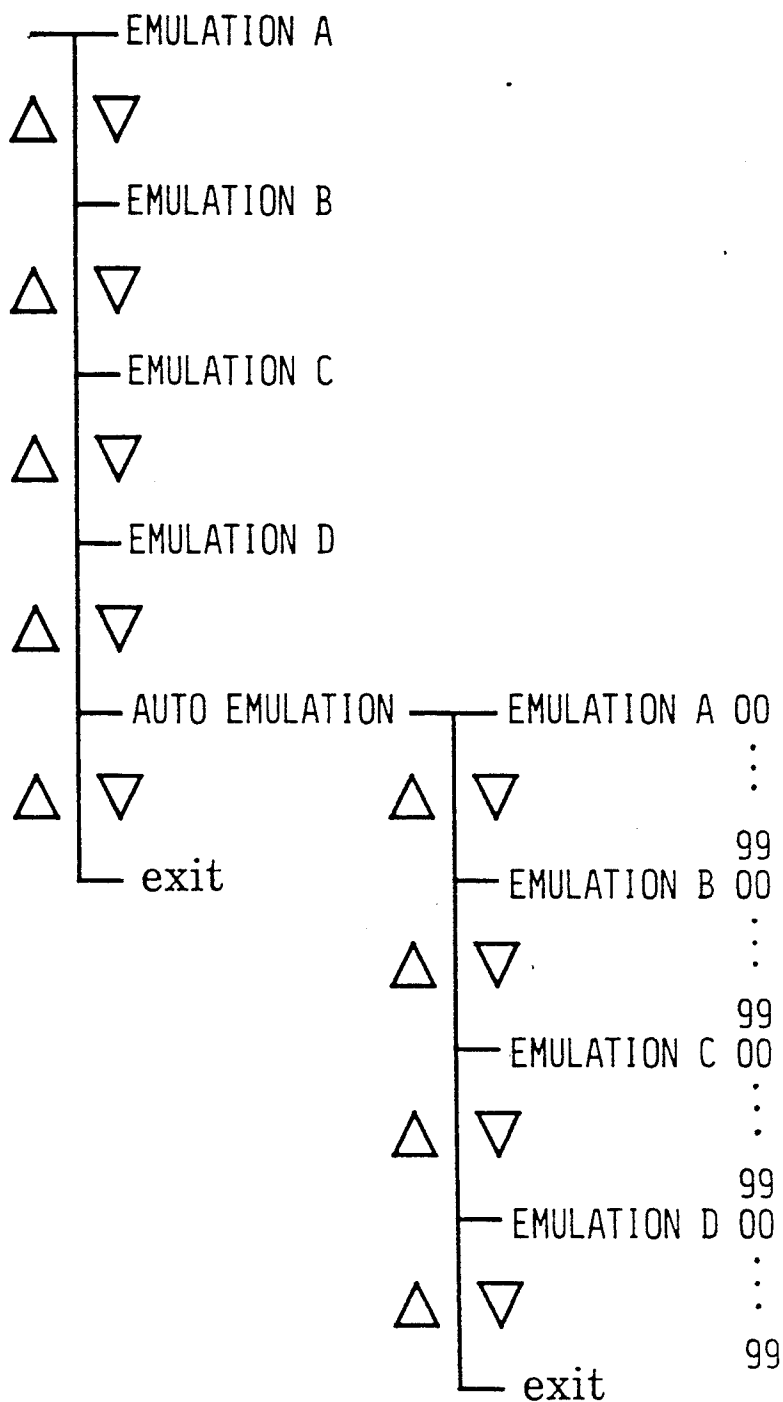 EMULATION A
EMULATION B
EMULATION C
EMULATION D
AUTO EMULATION
exit
EMULATION A 00
99
EMULATION B 00
99
EMULATION C 00
99
EMULATION D 00
99
exit